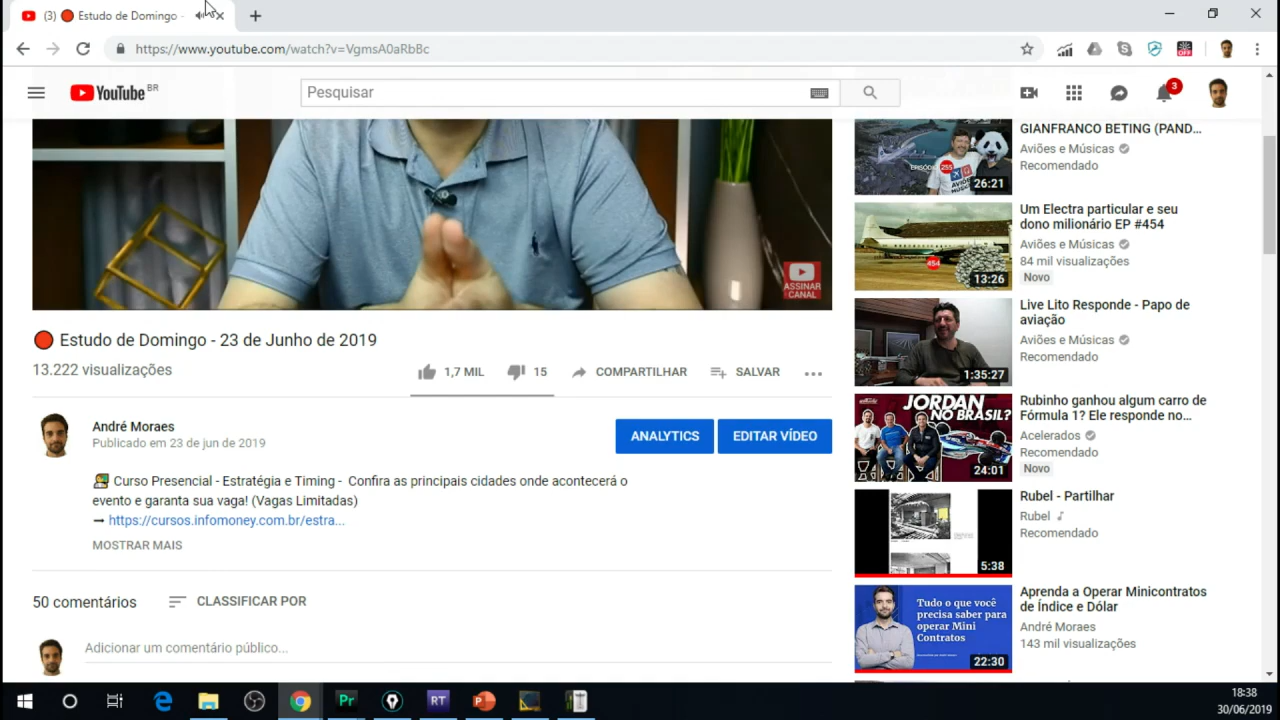 (3) 🔴 Estudo de Domingo -
https://www.youtube.com/watch?v=VgmsA0aRbBc
OFF
YouTube BR
Pesquisar
3
ASSINAR
CANAL
🔴 Estudo de Domingo - 23 de Junho de 2019
13.222 visualizações
1,7 MIL
15
COMPARTILHAR
SALVAR
André Moraes
Publicado em 23 de jun de 2019
ANALYTICS
EDITAR VÍDEO
Curso Presencial - Estratégia e Timing - Confira as principais cidades onde acontecerá o
evento e garanta sua vaga! (Vagas Limitadas)
➞ https://cursos.infomoney.com.br/estra...
MOSTRAR MAIS
50 comentários
CLASSIFICAR POR
Adicionar um comentário público...
EPISÓDIO
255
26:21
GIANFRANCO BETING (PAND...
Aviões e Músicas
Recomendado
454
13:26
Um Electra particular e seu
dono milionário EP #454
Aviões e Músicas
84 mil visualizações
Novo
1:35:27
Live Lito Responde - Papo de
aviação
Aviões e Músicas
Recomendado
JORDAN
NO BRASIL?
24:01
Rubinho ganhou algum carro de
Fórmula 1? Ele responde no...
Acelerados
Recomendado
Novo
5:38
Rubel - Partilhar
Rubel
Recomendado
Tudo o que você
precisa saber para
operar Mini
Contratos
22:30
Aprenda a Operar Minicontratos
de Índice e Dólar
André Moraes
143 mil visualizações
Pr
RT
18:38
30/06/2019